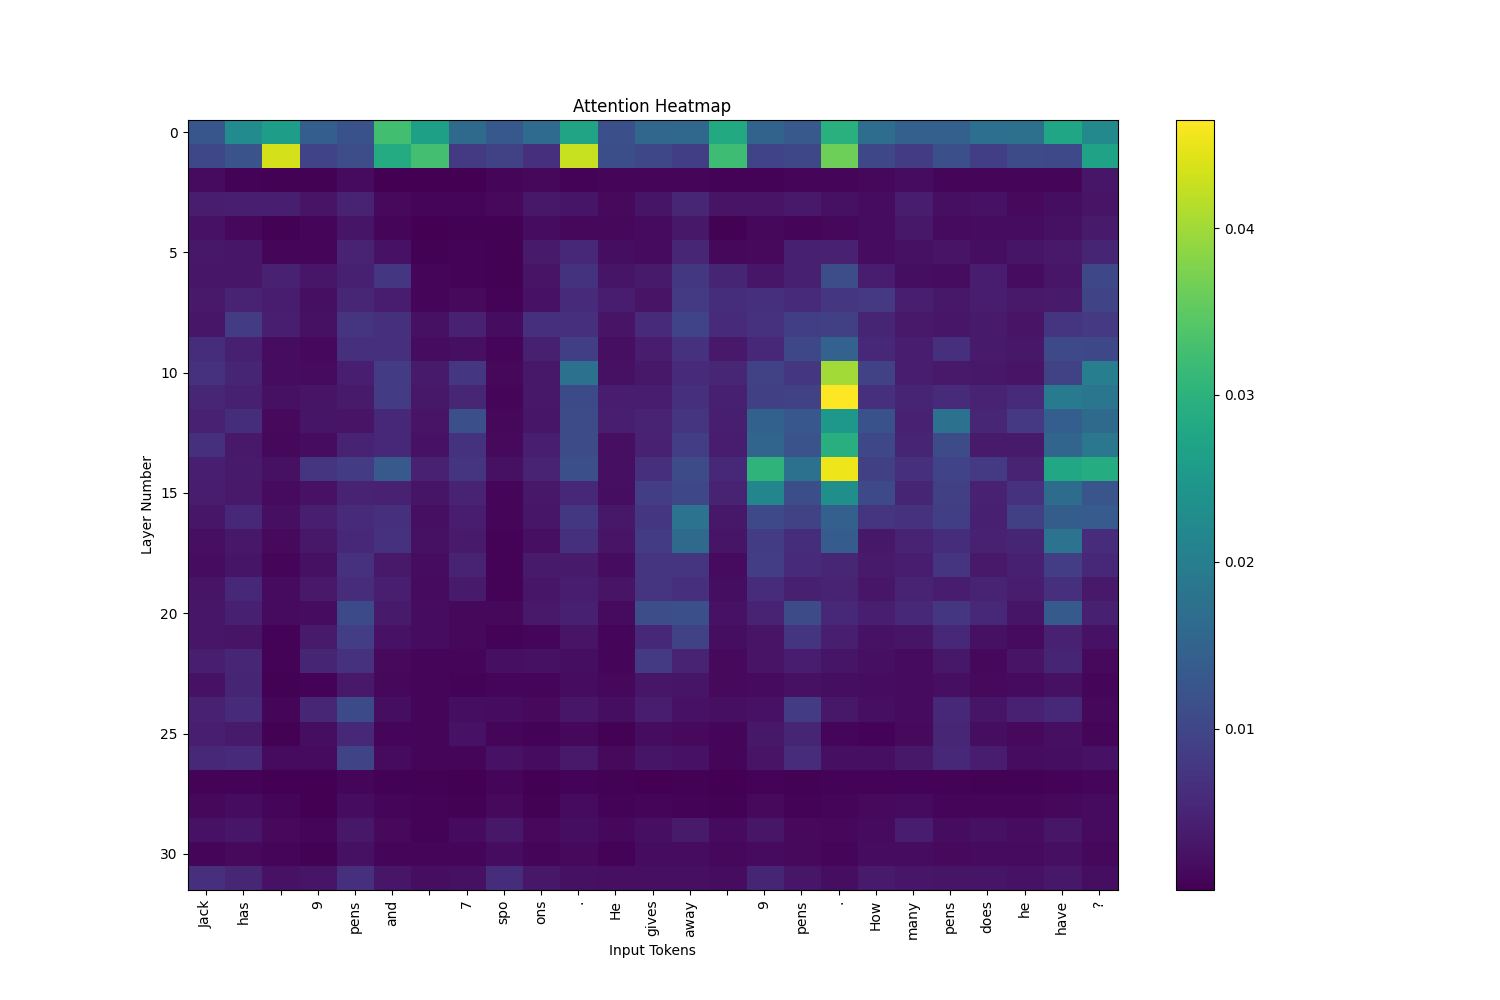 Attention Heatmap
0
5
10
15
20
25
30
Layer Number
Jack
has
9
pens
and
7
spo
ons
.
He
gives
away
9
pens
.
How
many
pens
does
he
have
?
Input Tokens
0.04
0.03
0.02
0.01